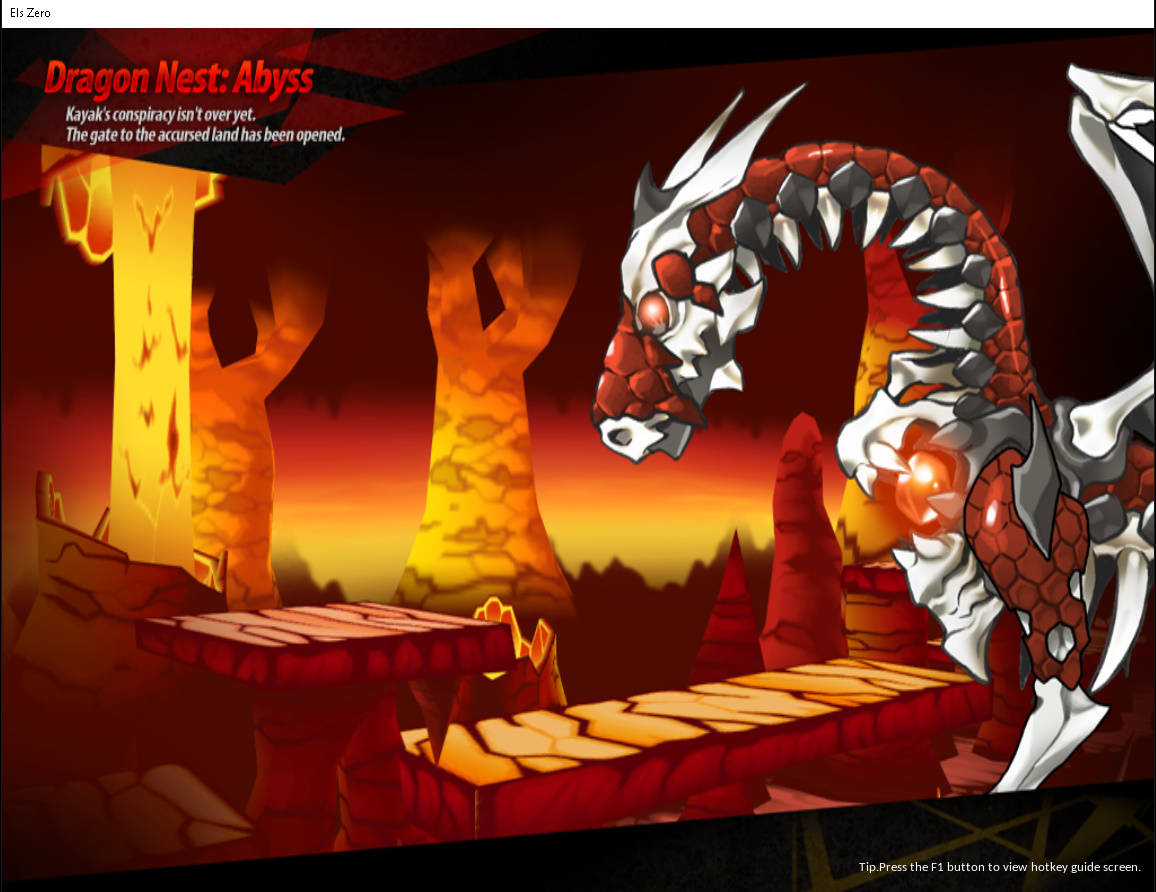 Els Zero
Dragon Nest: Abyss
Kayak's conspiracy isn't over yet.
The gate to the accursed land has been opened.
Tip.Press the F1 button to view hotkey guide screen.